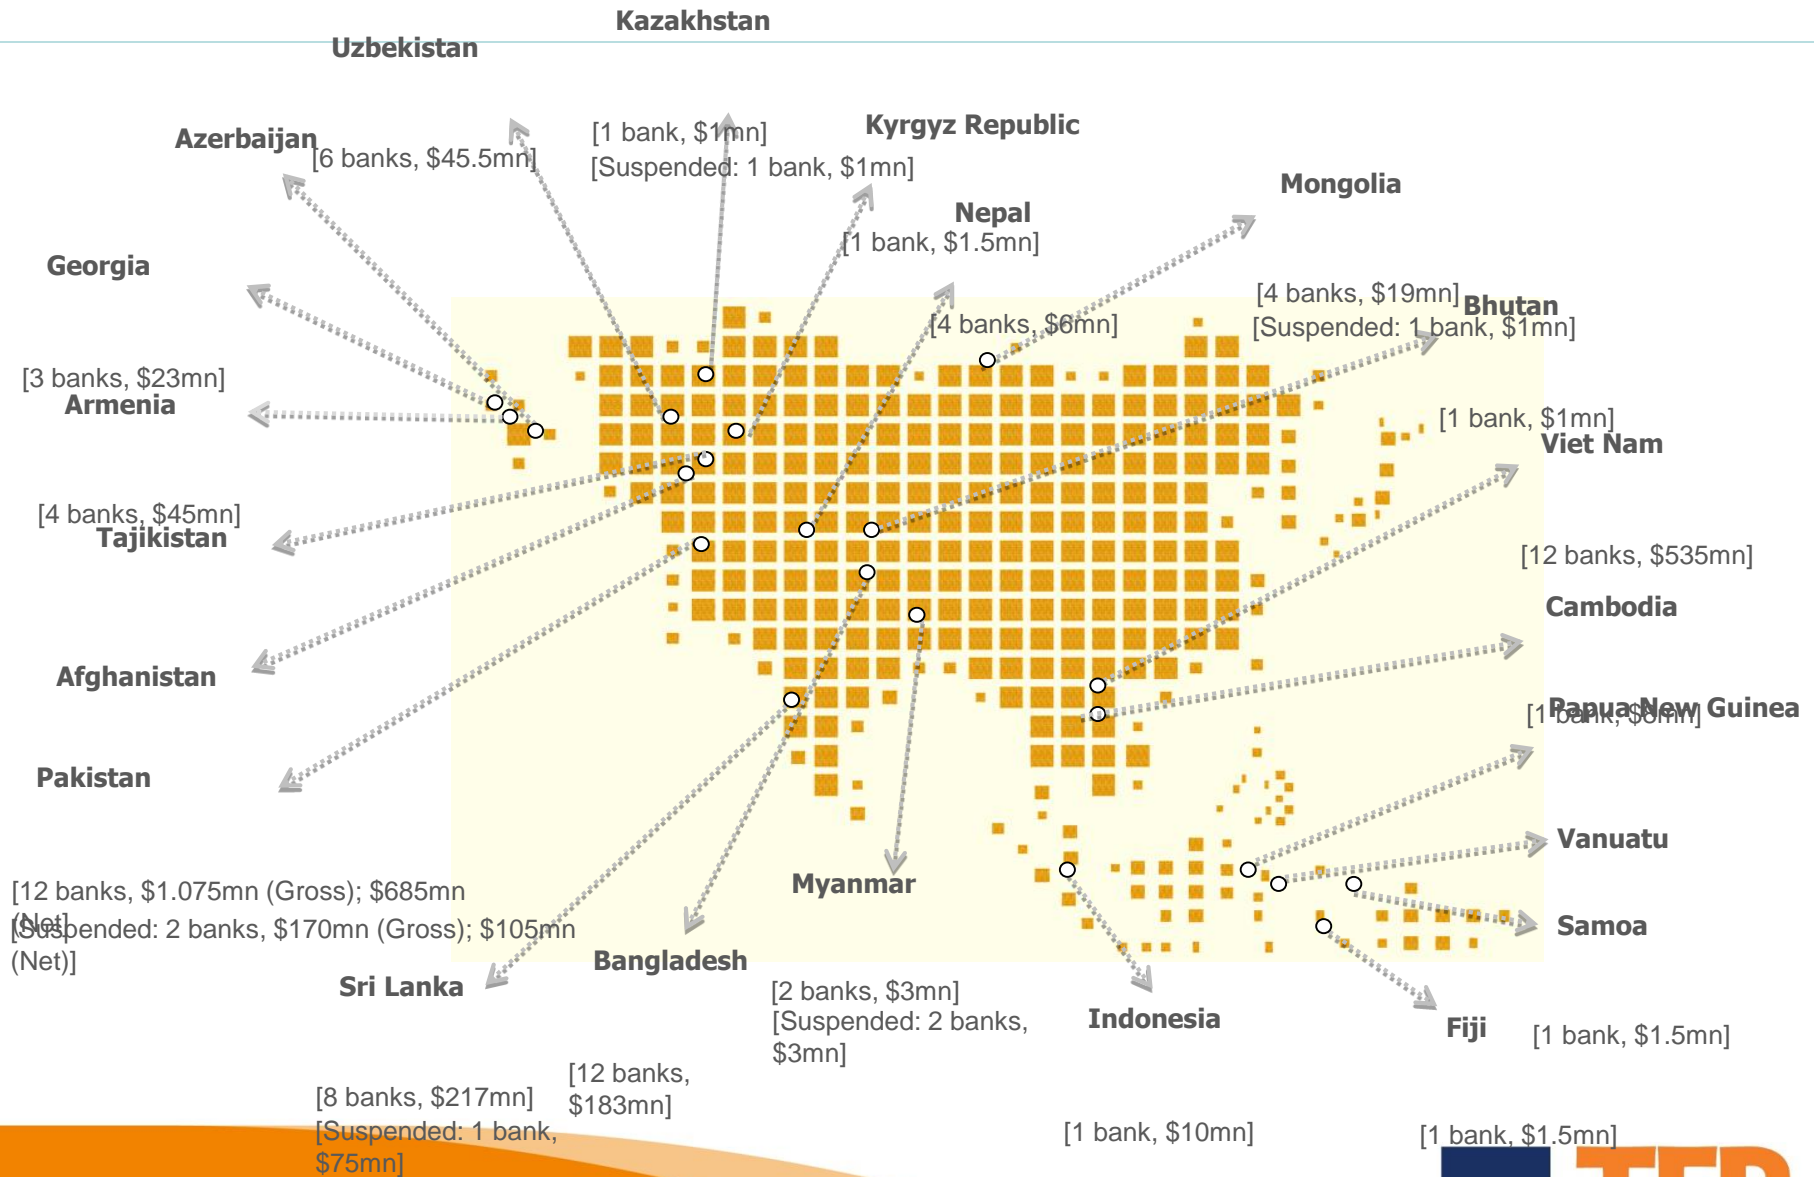 Kazakhstan
Uzbekistan
[1 bank, $1mn]
[Suspended: 1 bank, $1mn]
Kyrgyz Republic
Azerbaijan
[6 banks, $45.5mn]
Mongolia
Nepal
[1 bank, $1.5mn]
Georgia
[4 banks, $19mn]
[Suspended: 1 bank, $1mn]
Bhutan
[4 banks, $6mn]
[3 banks, $23mn]
Armenia
[1 bank, $1mn]
Viet Nam
[4 banks, $45mn]
Tajikistan
[12 banks, $535mn]
Cambodia
Afghanistan
Papua New Guinea
[1 bank, $8mn]
Pakistan
Vanuatu
[12 banks, $1.075mn (Gross); $685mn
(Net]
[Suspended: 2 banks, $170mn (Gross); $105mn
(Net)]
Myanmar
Samoa
Bangladesh
Sri Lanka
[2 banks, $3mn]
[Suspended: 2 banks,
$3mn]
Indonesia
Fiji
[1 bank, $1.5mn]
[12 banks,
$183mn]
[8 banks, $217mn]
[Suspended: 1 bank,
$75mn]
[1 bank, $10mn]
[1 bank, $1.5mn]
TFP